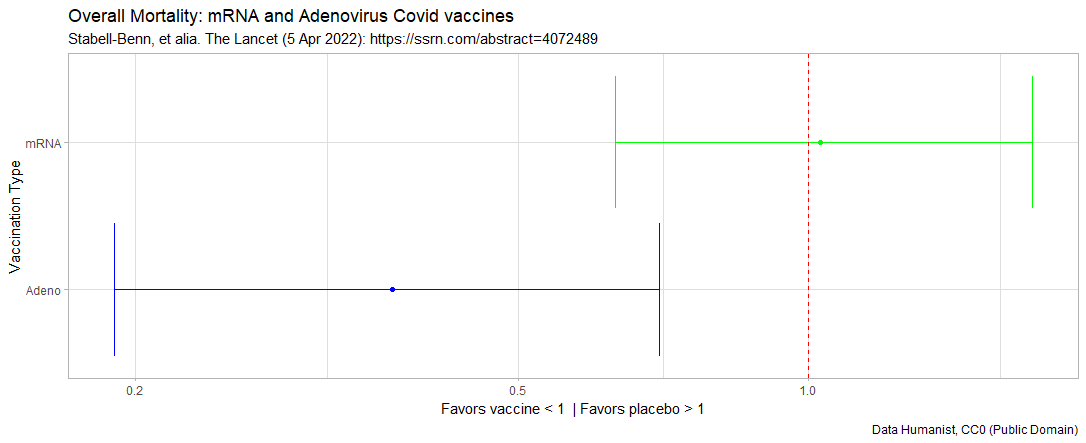 Overall Mortality: mRNA and Adenovirus Covid vaccines
Stabell-Benn, et alia. The Lancet (5 Apr 2022): https://ssrn.com/abstract=4072489
Vaccination Type
mRNA
Adeno
0.2 0.5 1.0
Favors vaccine < 1 | Favors placebo > 1
Data Humanist, CC0 (Public Domain)